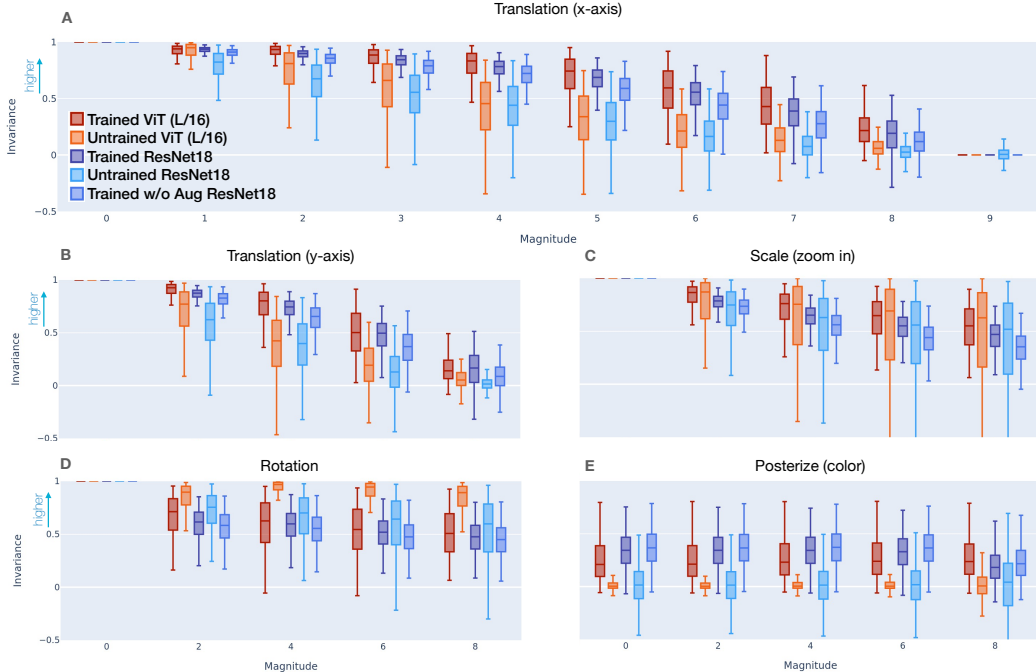 A
Translation (x-axis)
1
0.5
0
−0.5
Invariance
higher
Trained ViT (L/16)
Untrained ViT (L/16)
Trained ResNet18
Untrained ResNet18
Trained w/o Aug ResNet18
0 1 2 3 4 5 6 7 8 9
Magnitude
B
Translation (y-axis)
1
0.5
0
−0.5
Invariance
higher
C
Scale (zoom in)
D
Rotation
1
0.5
0
−0.5
Invariance
higher
0 2 4 6 8
Magnitude
E
Posterize (color)
0 2 4 6 8
Magnitude